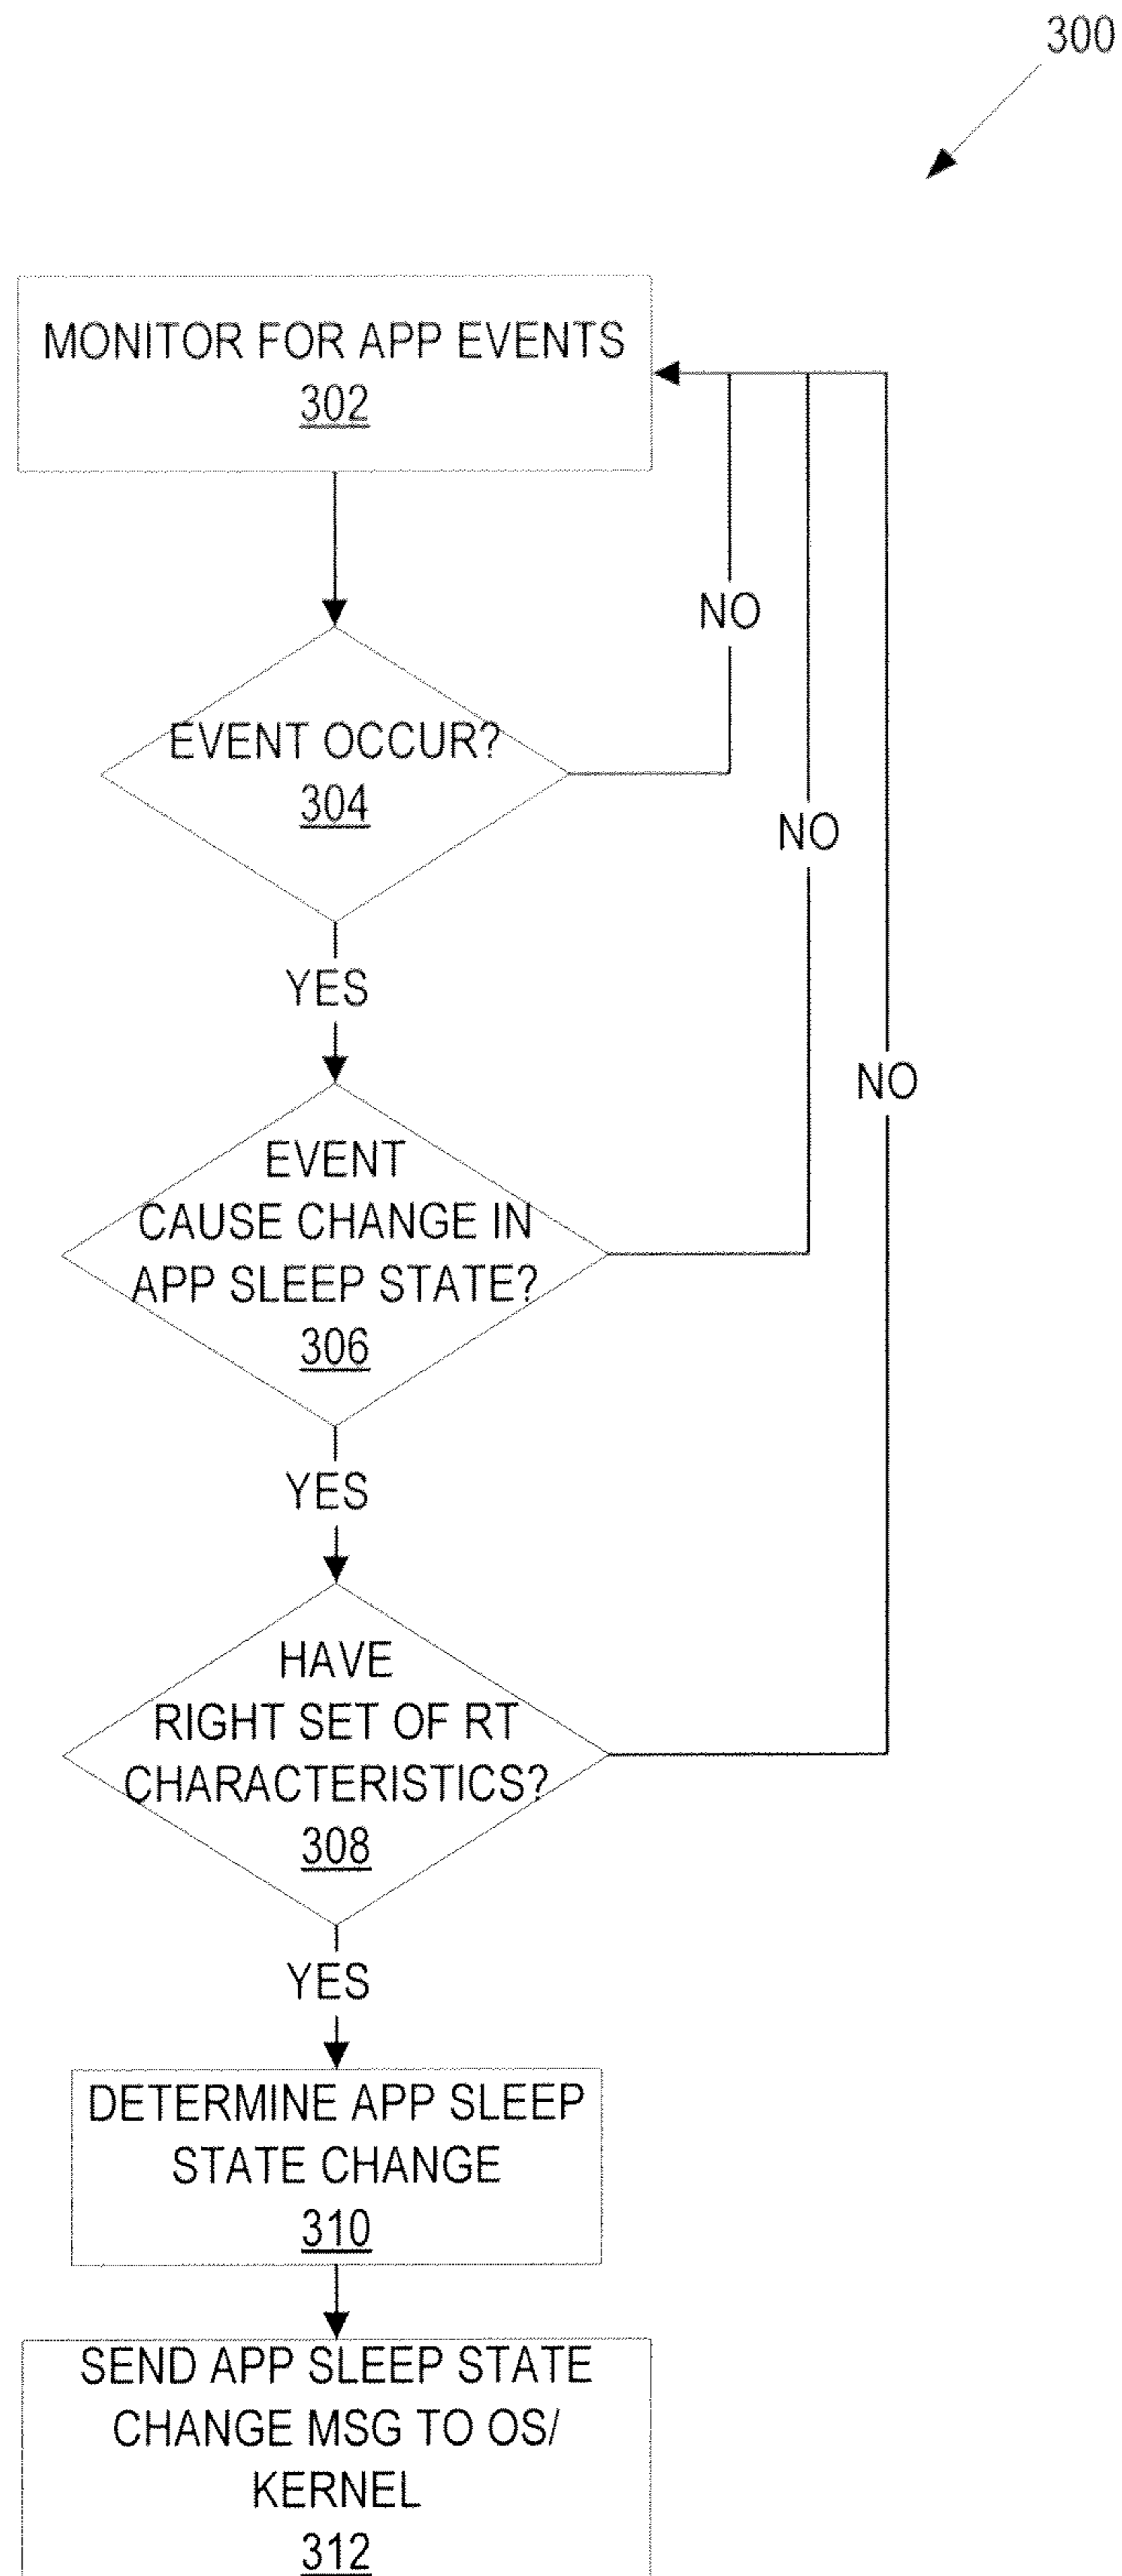 300
MONITOR FOR APP EVENTS
302
NO
EVENT OCCUR?
304
NO
YES
NO
EVENT
CAUSE CHANGE IN
APP SLEEP STATE?
306
YES
HAVE
RIGHT SET OF RT
CHARACTERISTICS?
308
YES
DETERMINE APP SLEEP
STATE CHANGE
310
SEND APP SLEEP STATE
CHANGE MSG TO OS/
KERNEL
312